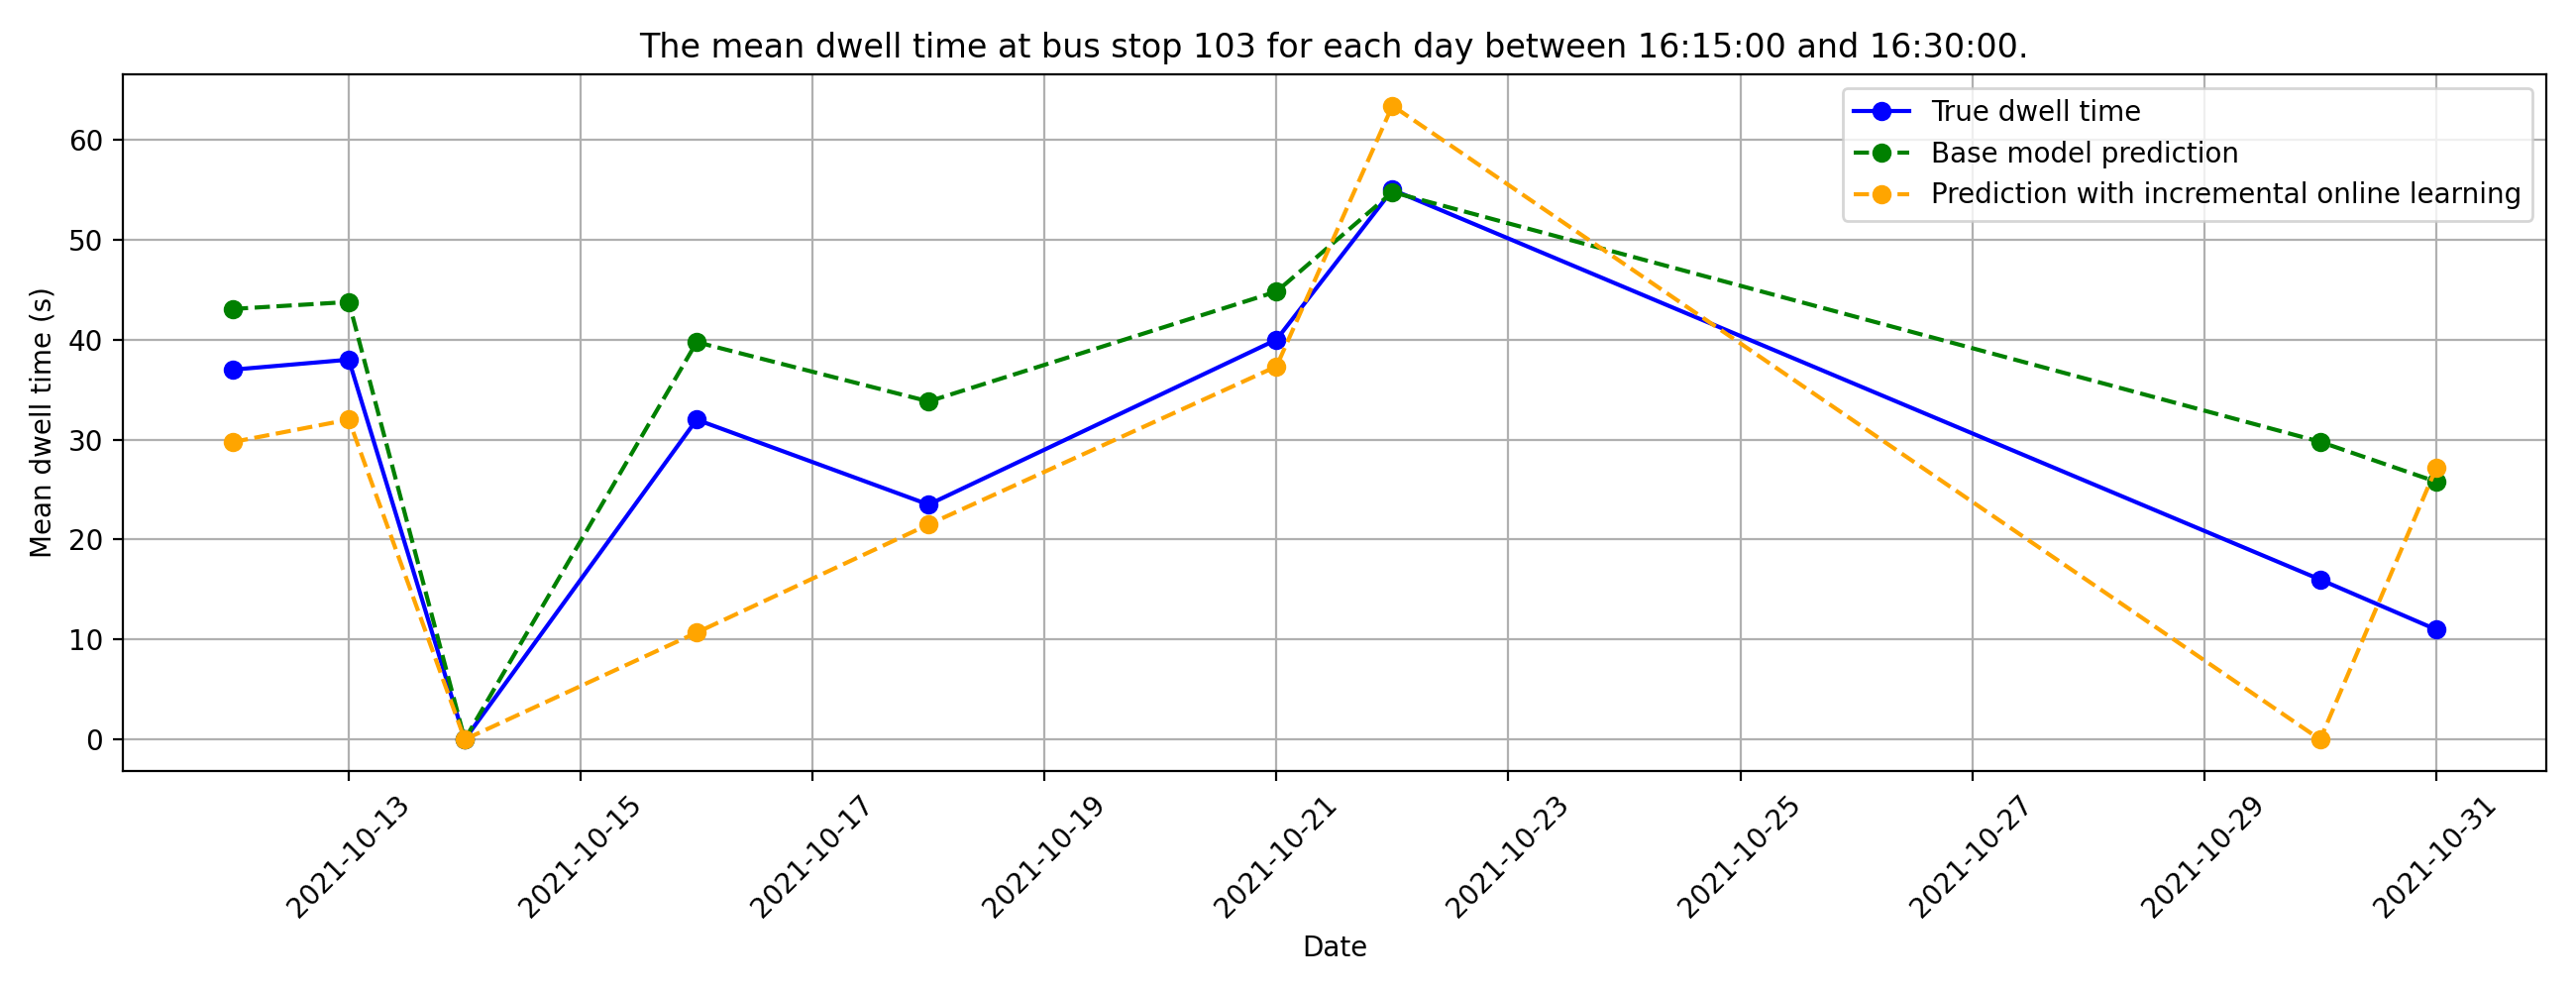 The mean dwell time at bus stop 103 for each day between 16:15:00 and 16:30:00.
True dwell time
Base model prediction
Prediction with incremental online learning
Mean dwell time (s)
60
50
40
30
20
10
0
2021-10-13
2021-10-15
2021-10-17
2021-10-19
2021-10-21
2021-10-23
2021-10-25
2021-10-27
2021-10-29
2021-10-31
Date